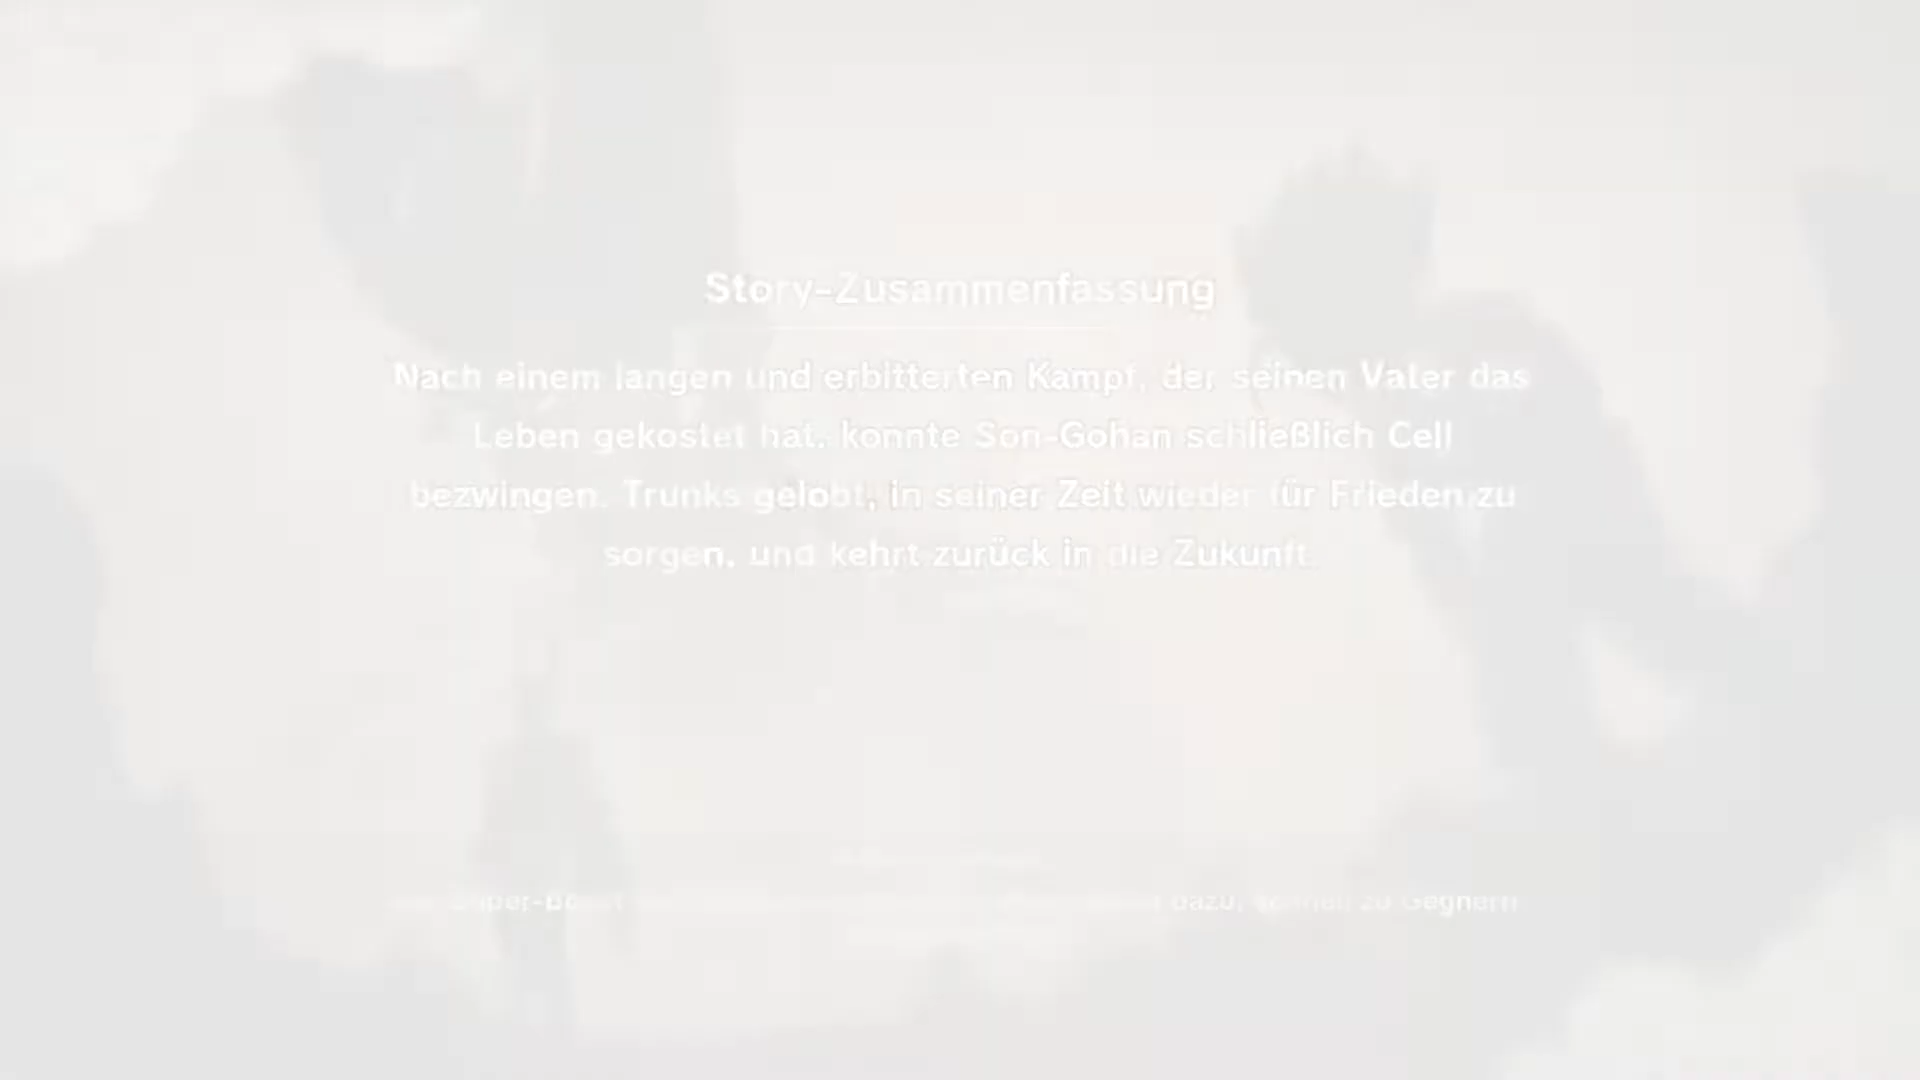 Story-Zusammenfassung
Nach einem langen und erbitterten Kampf, der seinen Vater das
Leben gekostet hat, konnte Son-Gohan schließlich Cell
bezwingen. Trunks gelobt, in seiner Zeit wieder für Frieden zu
sorgen, und kehrt zurück in die Zukunft.
dazu, schnell zu Gegnern